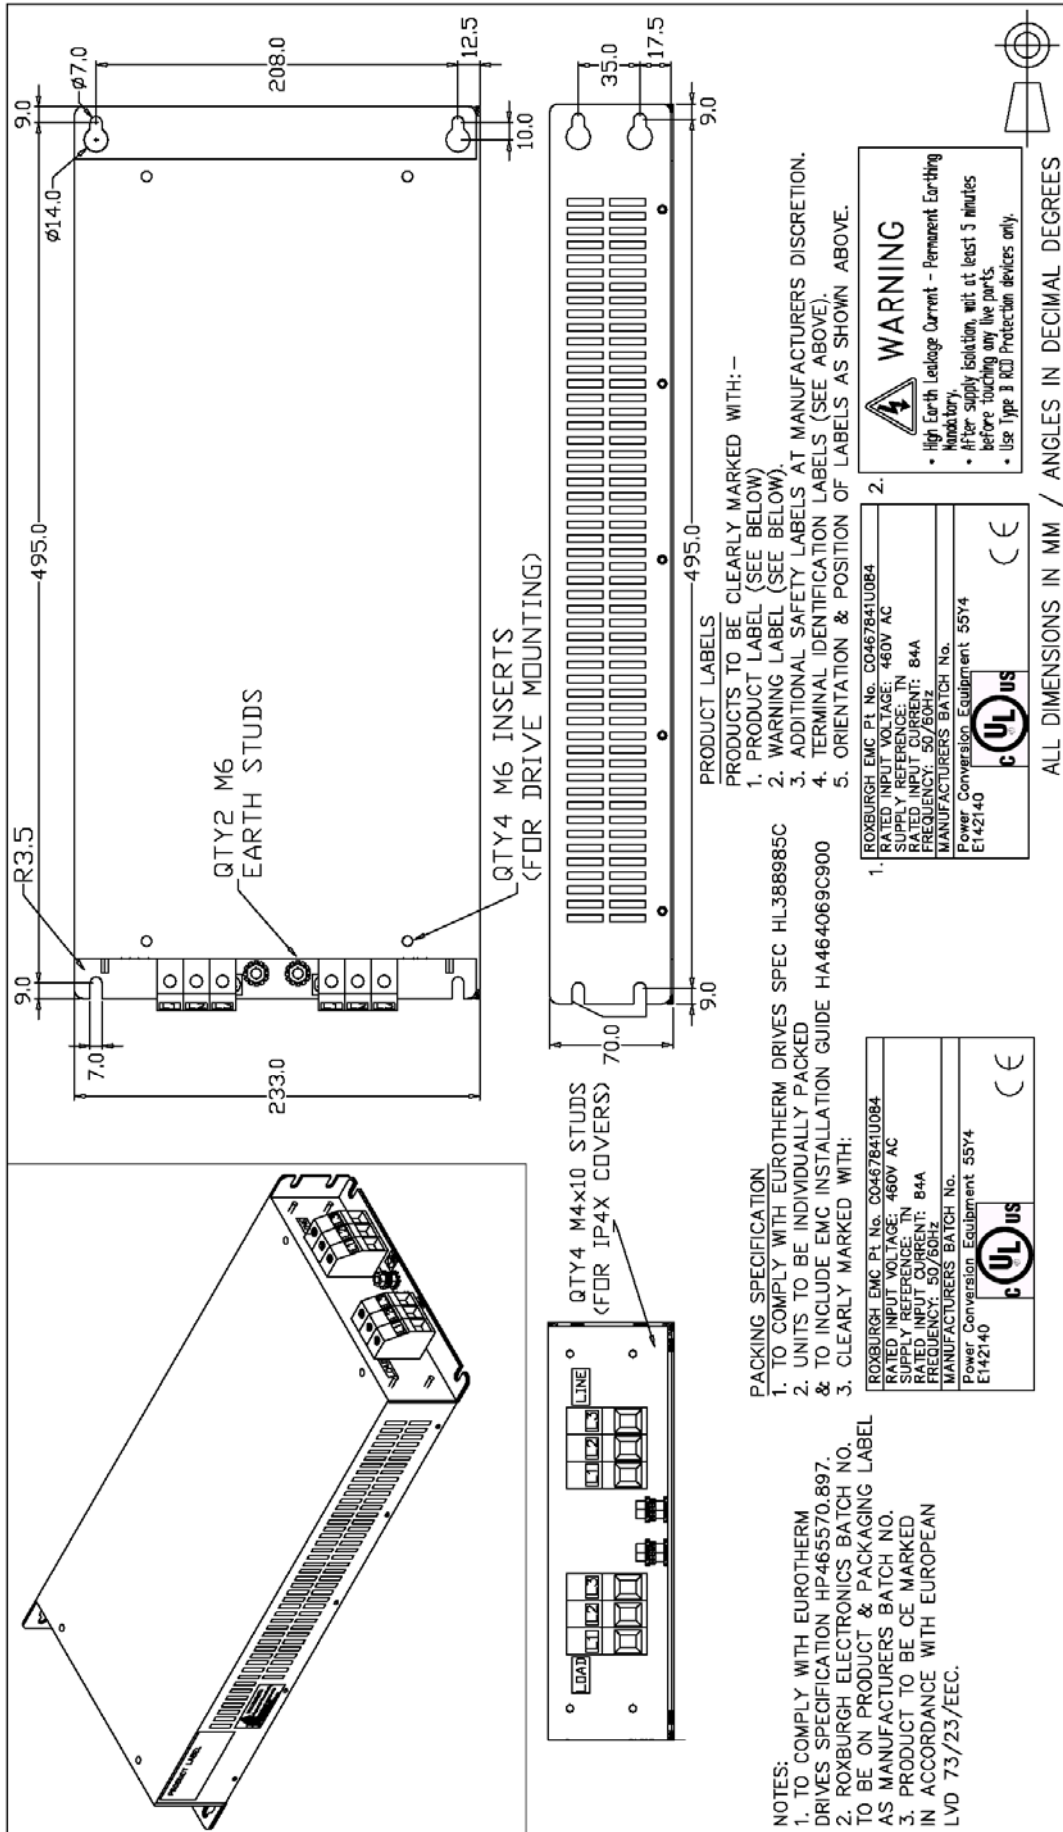 9.0
495.0
9.0
R3.5
ø14.0
ø7.0
208.0
12.5
10.0
7.0
233.0
QTY2 M6
EARTH STUDS
QTY4 M6 INSERTS
(FOR DRIVE MOUNTING)
35.0
17.5
9.0
495.0
9.0
70.0
PRODUCT LABEL
QTY4 M4x10 STUDS
(FOR IP4X COVERS)
LOAD
L1
L2
L3
L1
L2
L3
LINE
NOTES:
1. TO COMPLY WITH EUROTHERM
DRIVES SPECIFICATION HP465570.897.
2. ROXBURGH ELECTRONICS BATCH NO.
TO BE ON PRODUCT & PACKAGING LABEL
AS MANUFACTURERS BATCH NO.
3. PRODUCT TO BE CE MARKED
IN ACCORDANCE WITH EUROPEAN
LVD 73/23/EEC.
PACKING SPECIFICATION
1. TO COMPLY WITH EUROTHERM DRIVES SPEC HL388985C
2. UNITS TO BE INDIVIDUALLY PACKED
& TO INCLUDE EMC INSTALLATION GUIDE HA464069C900
3. CLEARLY MARKED WITH:
ROXBURGH EMC Pt No. CO467841U084
RATED INPUT VOLTAGE: 460V AC
SUPPLY REFERENCE: TN
RATED INPUT CURRENT: 84A
FREQUENCY: 50/60Hz
MANUFACTURERS BATCH No.
Power Conversion Equipment 55Y4
E142140
C UL US
CE
PRODUCT LABELS
PRODUCTS TO BE CLEARLY MARKED WITH:-
1. PRODUCT LABEL (SEE BELOW)
2. WARNING LABEL (SEE BELOW).
3. ADDITIONAL SAFETY LABELS AT MANUFACTURERS DISCRETION.
4. TERMINAL IDENTIFICATION LABELS (SEE ABOVE).
5. ORIENTATION & POSITION OF LABELS AS SHOWN ABOVE.
1.
ROXBURGH EMC Pt No. CO467841U084
RATED INPUT VOLTAGE: 460V AC
SUPPLY REFERENCE: TN
RATED INPUT CURRENT: 84A
FREQUENCY: 50/60Hz
MANUFACTURERS BATCH No.
Power Conversion Equipment 55Y4
E142140
C UL US
CE
2.
WARNING
• High Earth Leakage Current - Permanent Earthing
Mandatory.
• After supply isolation, wait at least 5 minutes
before touching any live parts.
• Use Type B RCD Protection devices only.
ALL DIMENSIONS IN MM / ANGLES IN DECIMAL DEGREES